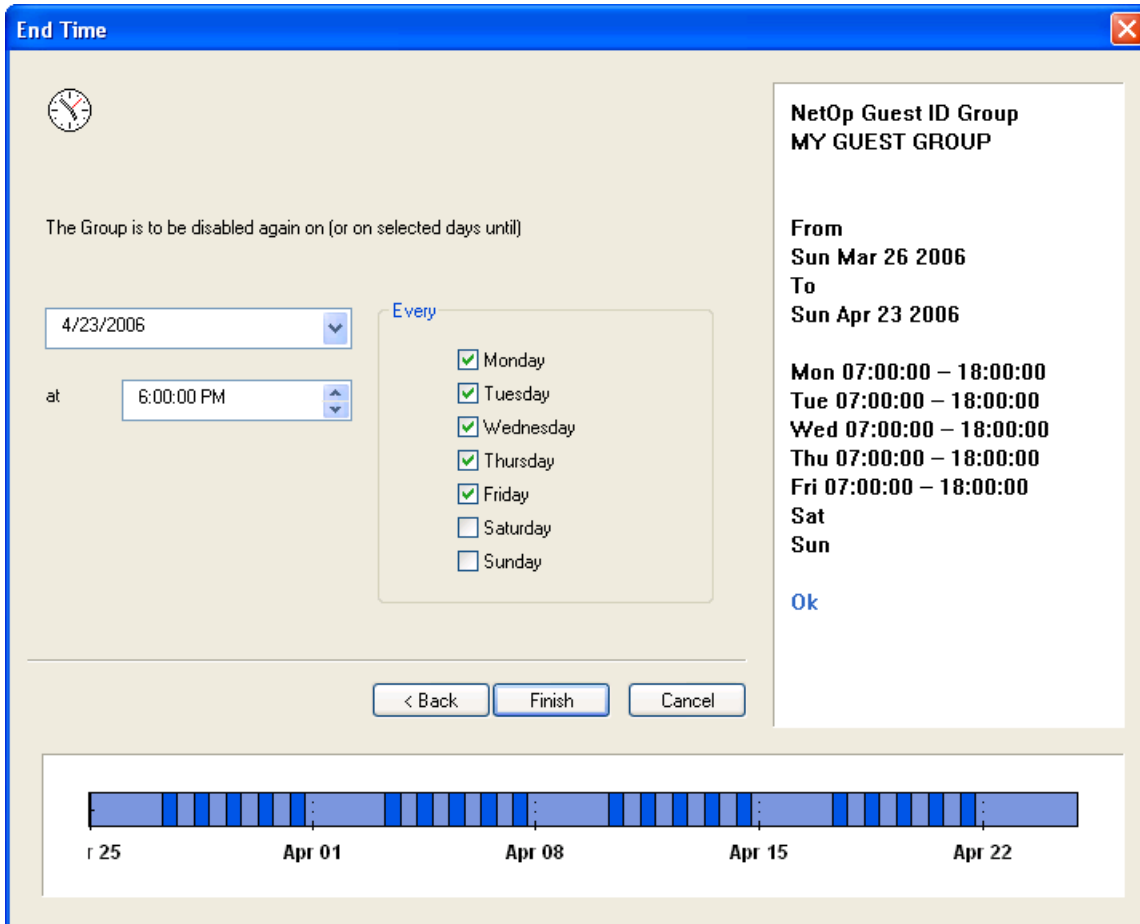 End Time
The Group is to be disabled again on (or on selected days until)
4/23/2006
at 6:00:00 PM
Every
Monday
Tuesday
Wednesday
Thursday
Friday
Saturday
Sunday
< Back Finish Cancel
NetOp Guest ID Group
MY GUEST GROUP
From
Sun Mar 26 2006
To
Sun Apr 23 2006
Mon 07:00:00 – 18:00:00
Tue 07:00:00 – 18:00:00
Wed 07:00:00 – 18:00:00
Thu 07:00:00 – 18:00:00
Fri 07:00:00 – 18:00:00
Sat
Sun
Ok
r 25 Apr 01 Apr 08 Apr 15 Apr 22